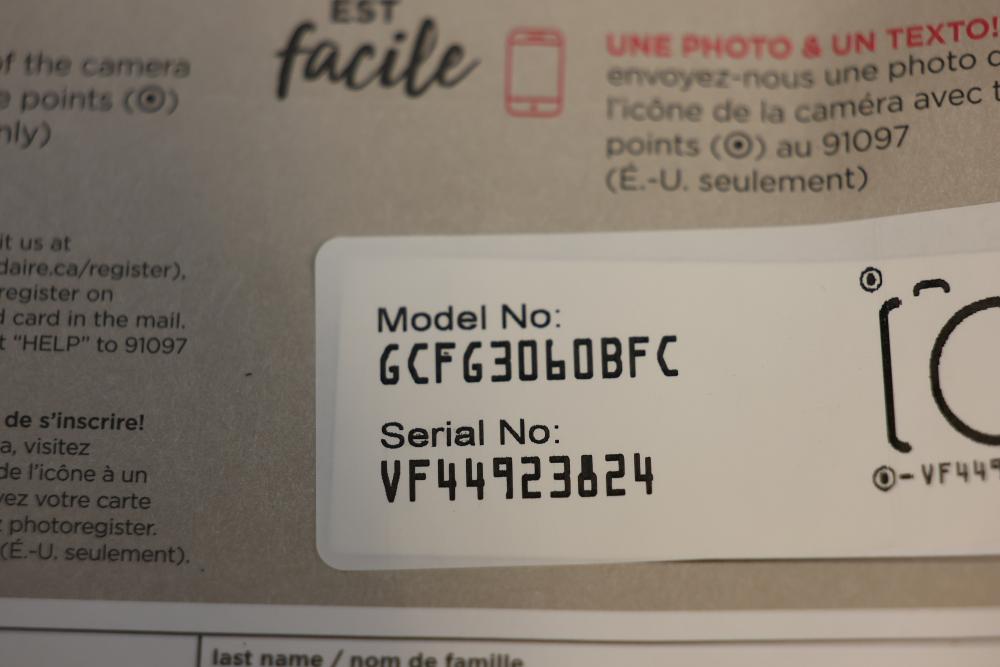 EST
facile
of the camera
e points (⦿)
nly)
UNE PHOTO & UN TEXTO!
envoyez-nous une photo
l'icône de la caméra avec
points (⦿) au 91097
(É.-U. seulement)
it us at
daire.ca/register),
register on
d card in the mail.
t "HELP" to 91097
de s'inscrire!
a, visitez
de l'icône à un
vez votre carte
photoregister.
(É.-U. seulement).
Model No:
GCFG3060BFC
Serial No:
VF44923824
VF449
last name / nom de famille